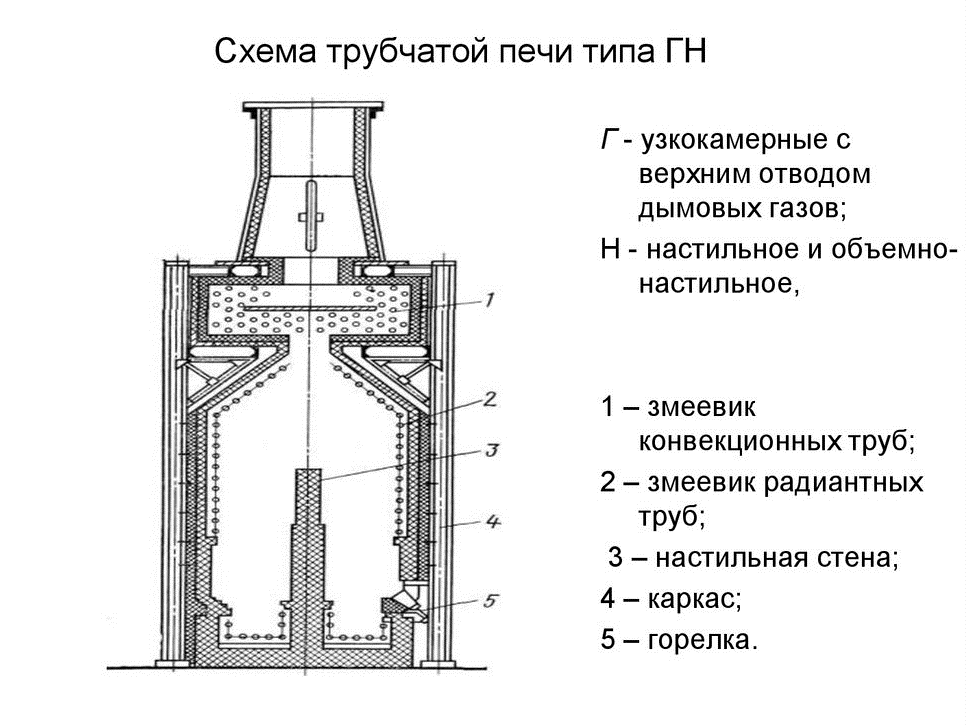 Схема трубчатой печи типа ГН
Г - узкокамерные с
верхним отводом
дымовых газов;
Н - настильное и объемно-
настильное,
1
2
3
4
5
1 – змеевик
конвекционных труб;
2 – змеевик радиантных
труб;
3 – настильная стена;
4 – каркас;
5 – горелка.